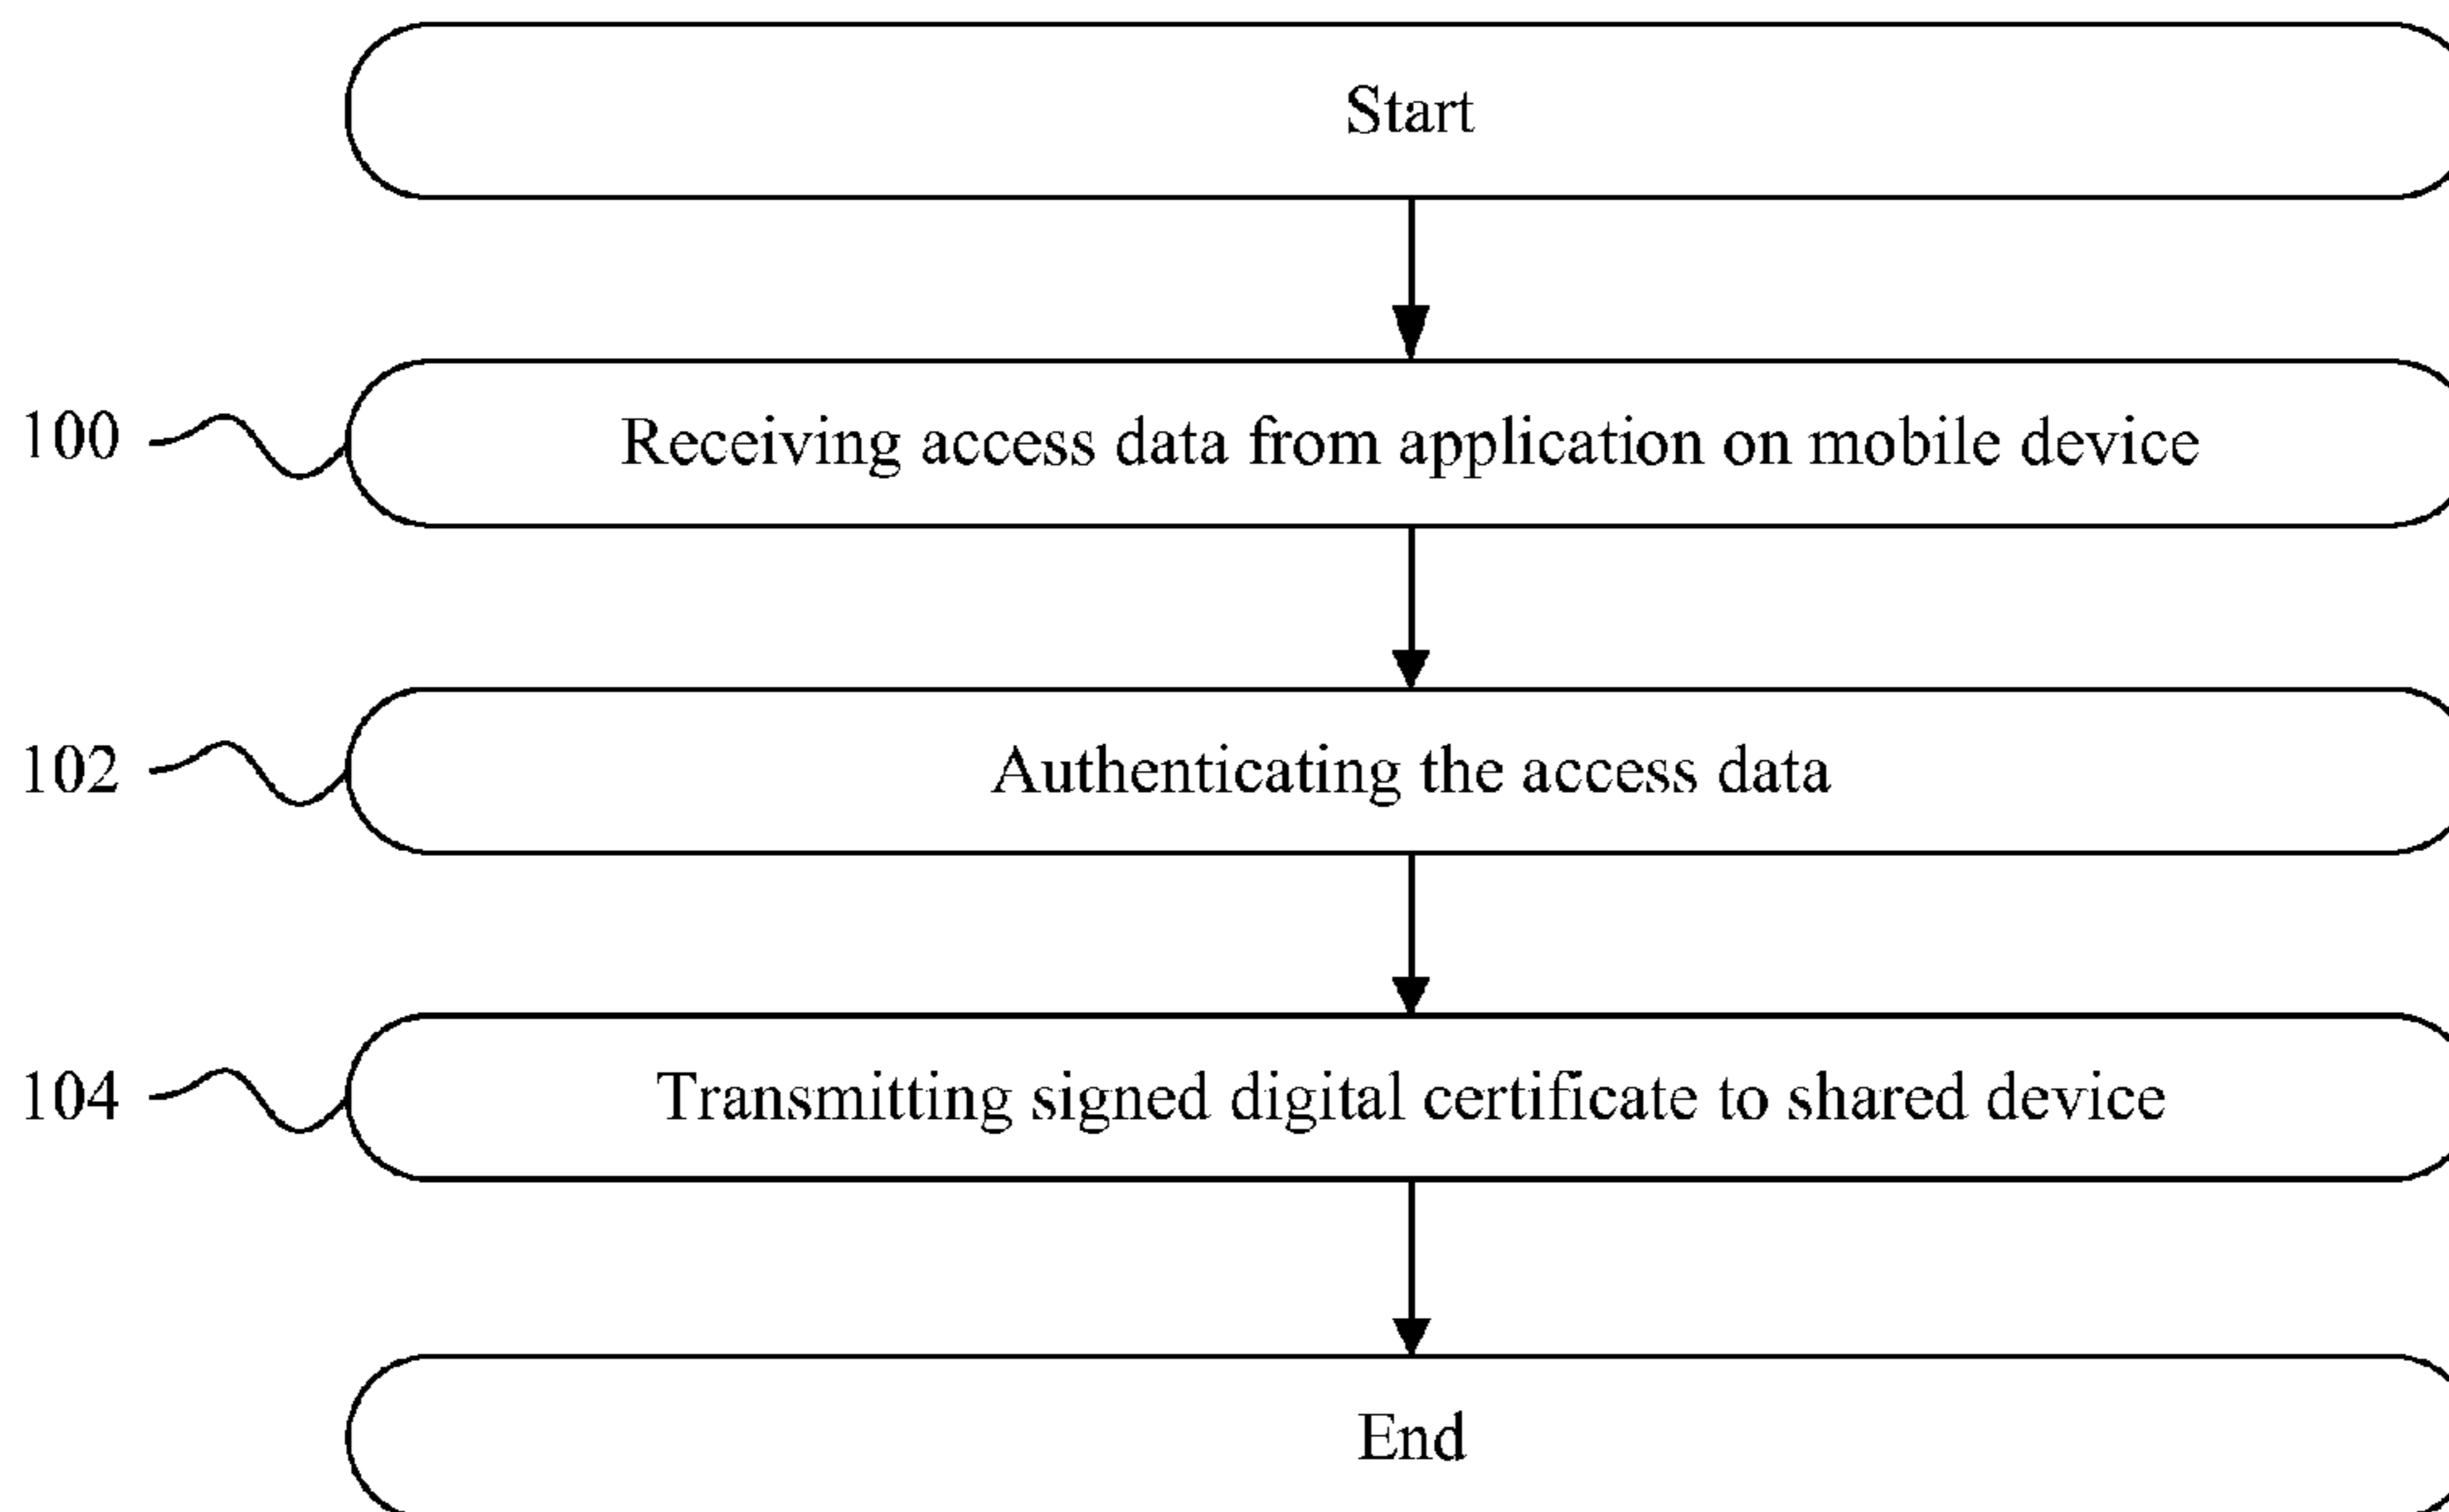 Start
100 Receiving access data from application on mobile device
102 Authenticating the access data
104 Transmitting signed digital certificate to shared device
End